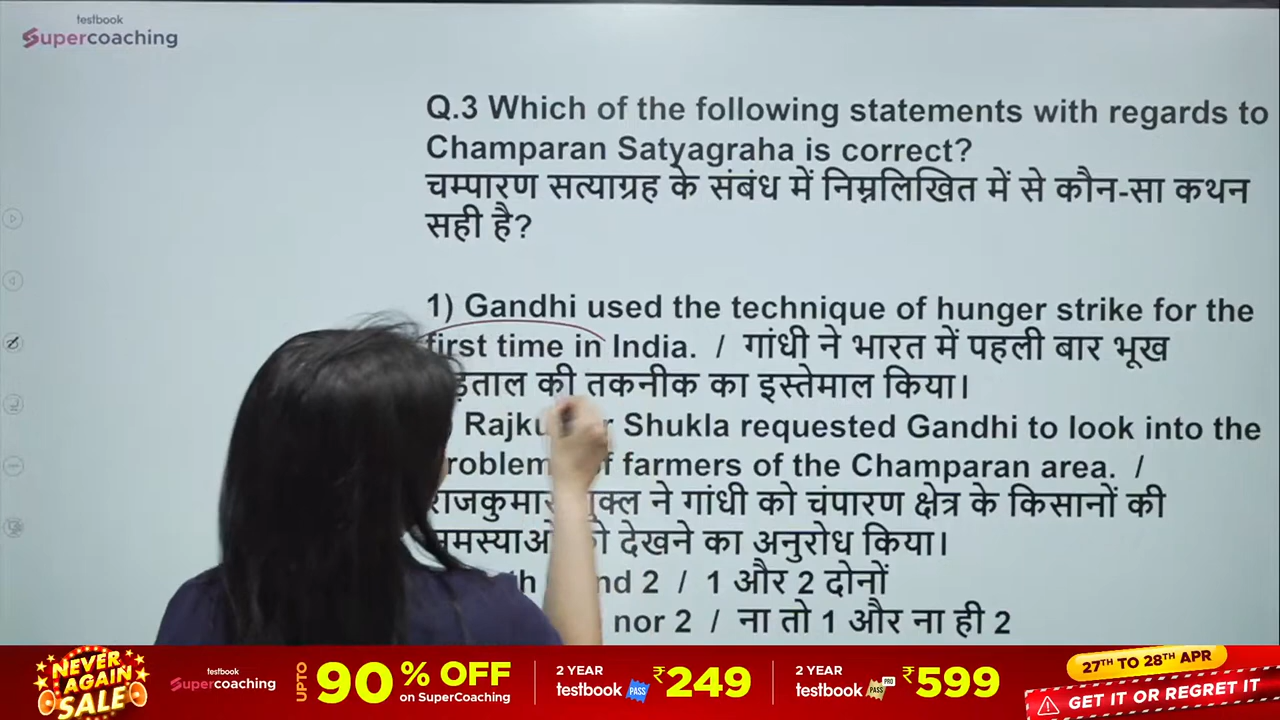 testbook
Supercoaching
Q.3 Which of the following statements with regards to
Champaran Satyagraha is correct?
चम्पारण सत्याग्रह के संबंध में निम्नलिखित में से कौन-सा कथन
सही है?
1) Gandhi used the technique of hunger strike for the
first time in India. / गांधी ने भारत में पहली बार भूख
की तकनीक का इस्तेमाल किया।
Shukla requested Gandhi to look into the
farmers of the Champaran area. /
ने गांधी को चंपारण क्षेत्र के किसानों की
देखने का अनुरोध किया।
2 / 1 और 2 दोनों
nor 2 / ना तो 1 और ना ही 2
NEVER
AGAIN
SALE
testbook
Supercoaching
UPTO
90% OFF
on SuperCoaching
2 YEAR
testbook PASS
₹249
2 YEAR
testbook PASS PRO
₹599
27TH TO 28TH APR
GET IT OR REGRET IT